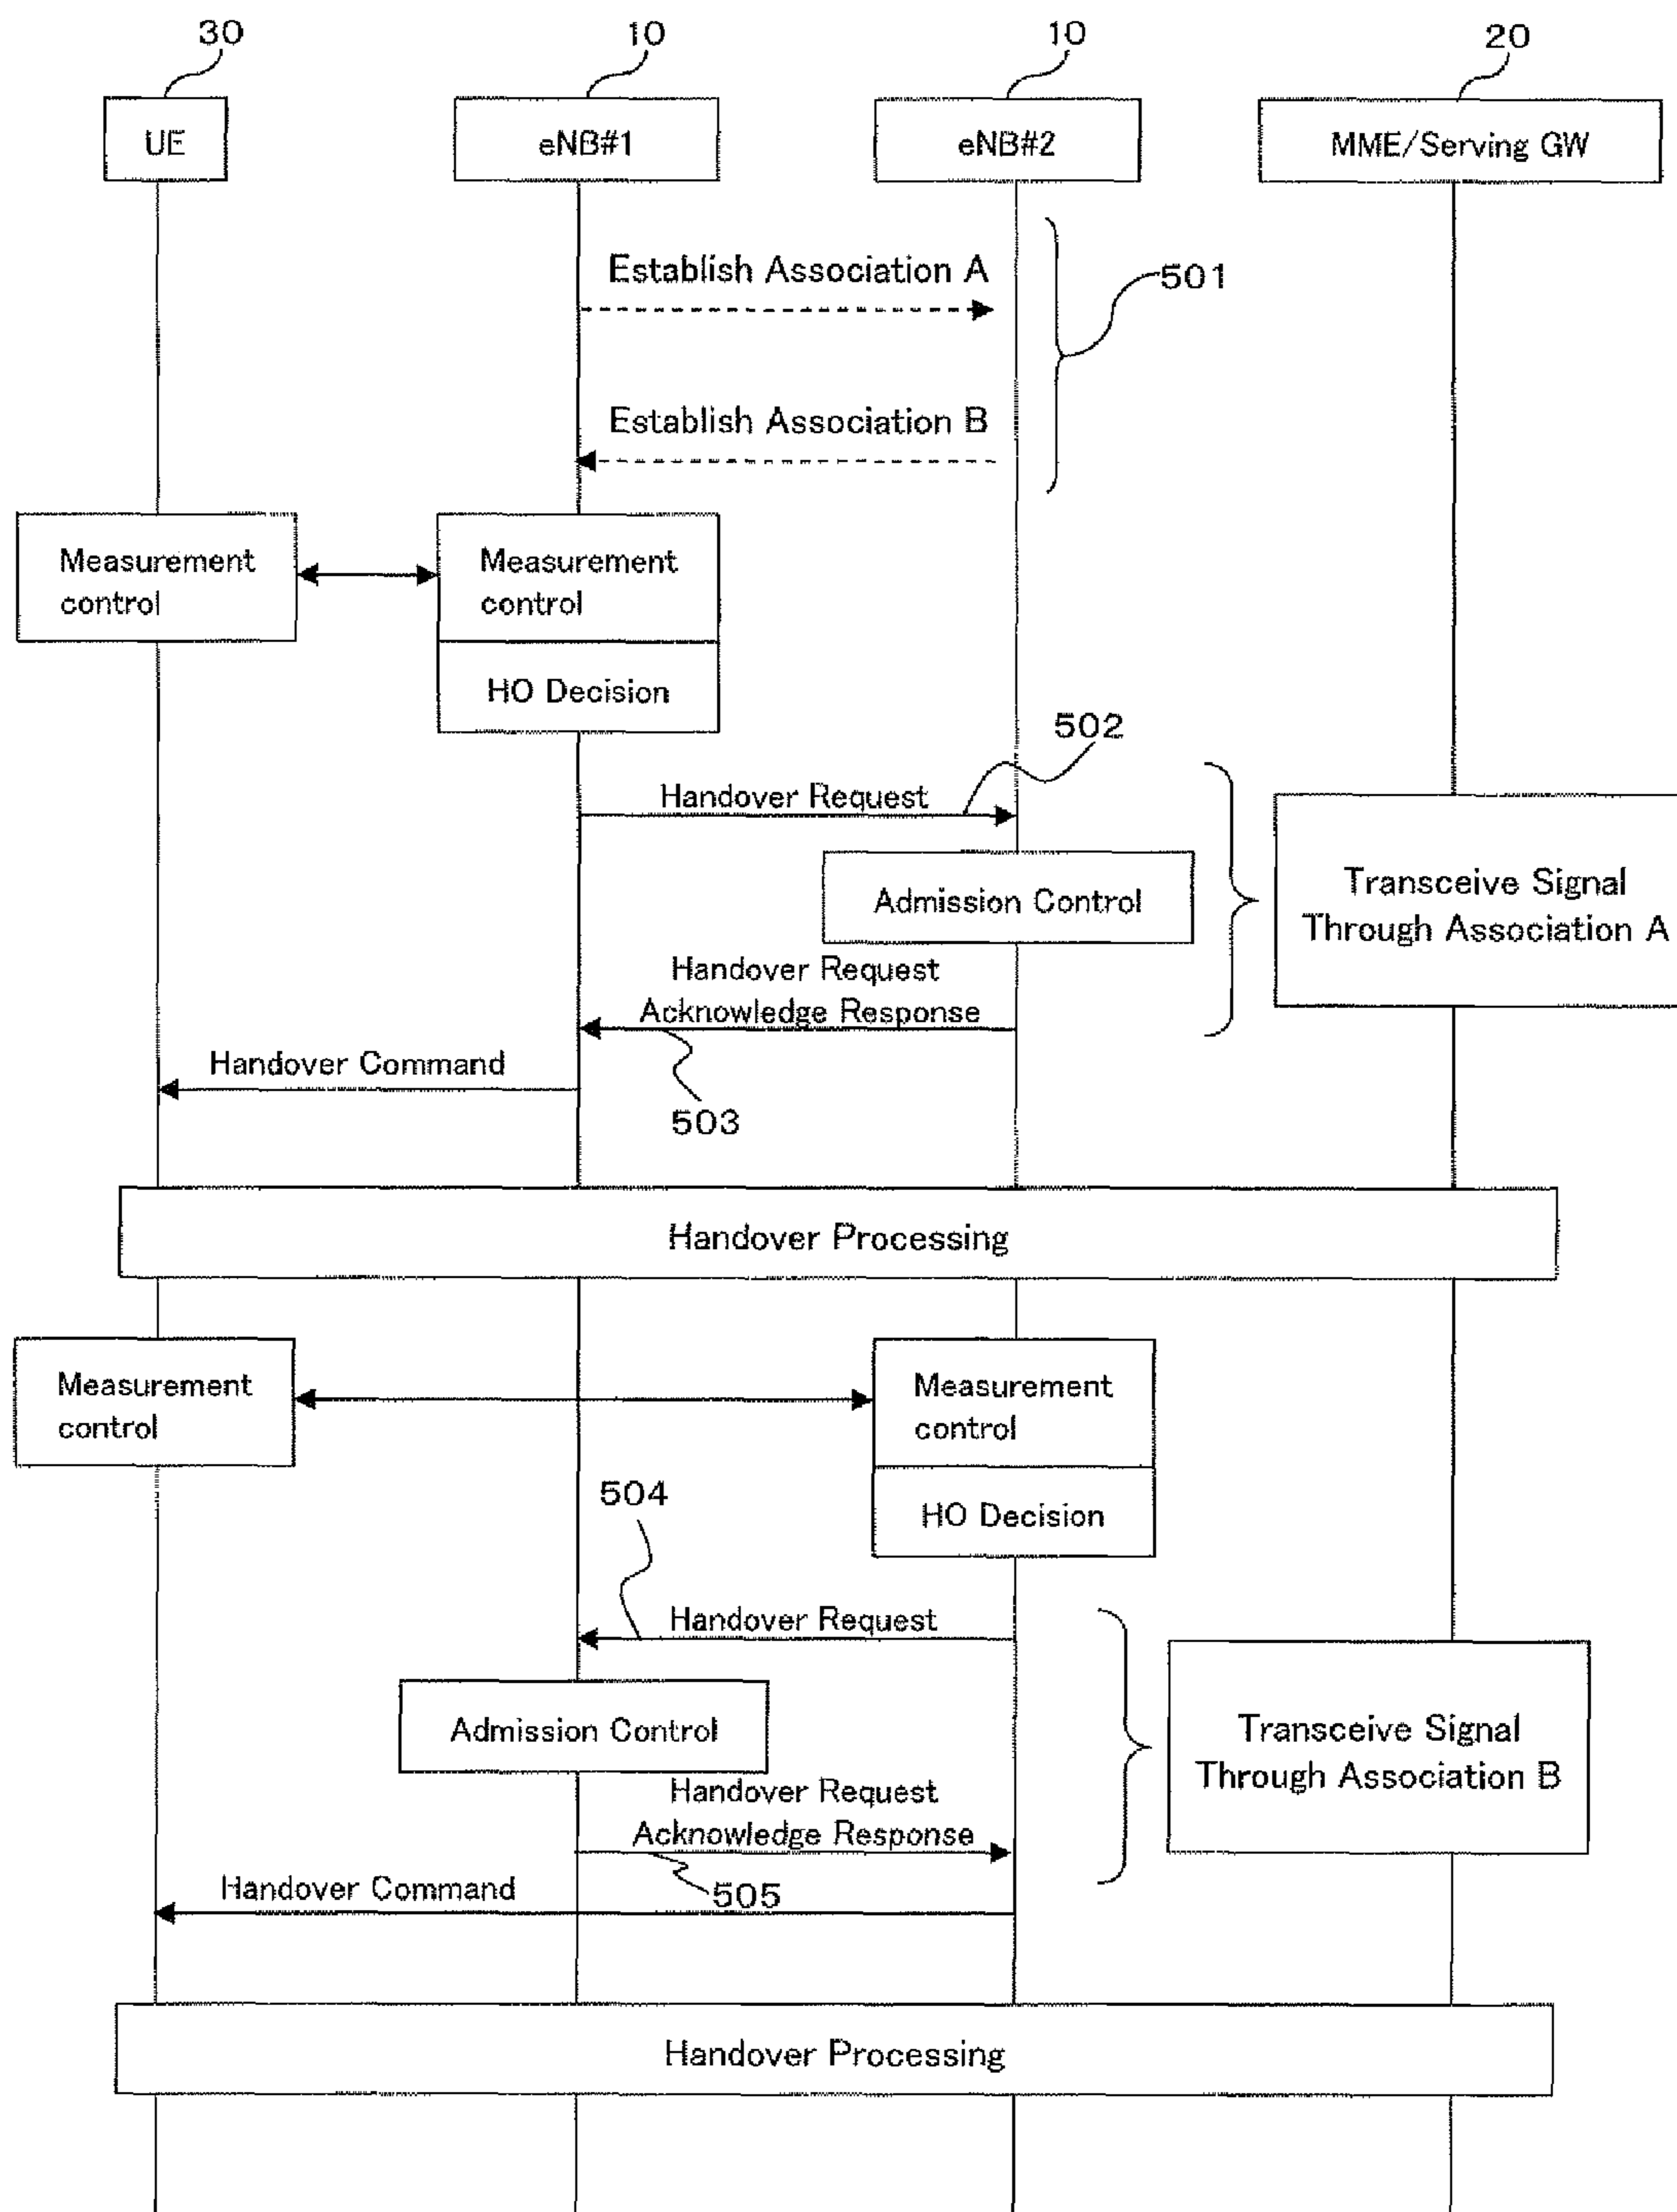 30
10
10
20
UE
eNB#1
eNB#2
MME/Serving GW
Establish Association A
501
Establish Association B
Measurement
control
Measurement
control
HO Decision
502
Handover Request
Admission Control
Transceive Signal
Through Association A
Handover Request
Acknowledge Response
Handover Command
503
Handover Processing
Measurement
control
Measurement
control
504
HO Decision
Handover Request
Admission Control
Transceive Signal
Through Association B
Handover Request
Acknowledge Response
Handover Command
505
Handover Processing